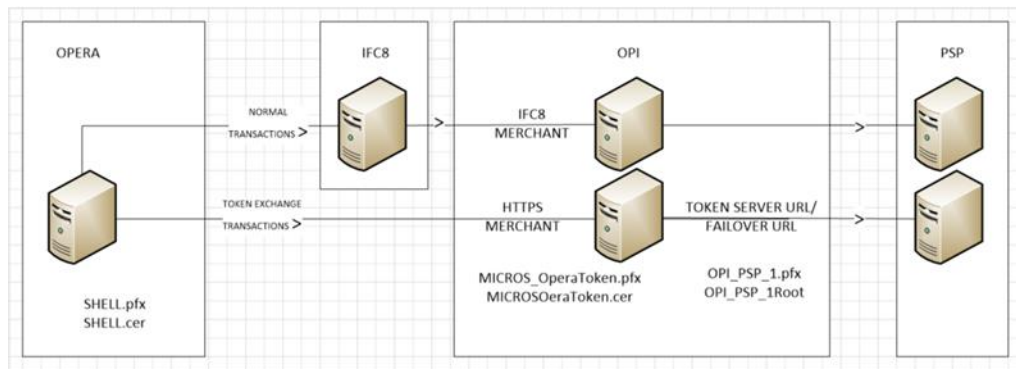 OPERA
IFC8
OPI
PSP
NORMAL
TRANSACTIONS >
>
IFC8
MERCHANT
>
TOKEN EXCHANGE
TRANSACTIONS >
HTTPS
MERCHANT
TOKEN SERVER URL/
FAILOVER URL
>
SHELL.pfx
SHELL.cer
MICROS_OperaToken.pfx
MICROSOeraToken.cer
OPI_PSP_1.pfx
OPI_PSP_1Root